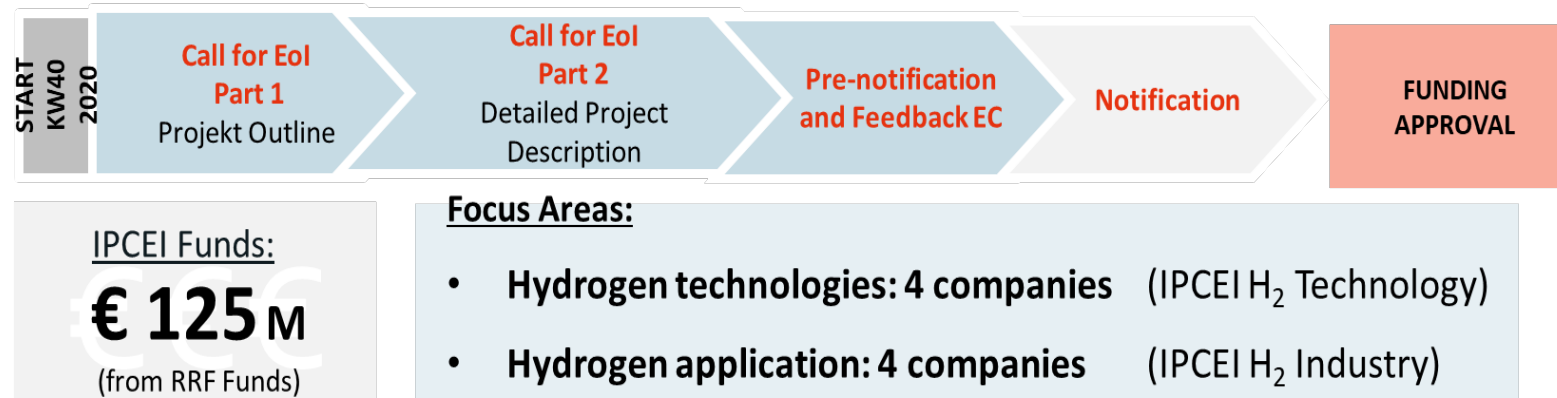 START
KW40
2020
Call for EoI
Part 1
Projekt Outline
Call for EoI
Part 2
Detailed Project
Description
Pre-notification
and Feedback EC
Notification
FUNDING
APPROVAL
IPCEI Funds:
€€€
€ 125 M
(from RRF Funds)
Focus Areas:
• Hydrogen technologies: 4 companies (IPCEI H₂ Technology)
• Hydrogen application: 4 companies (IPCEI H₂ Industry)